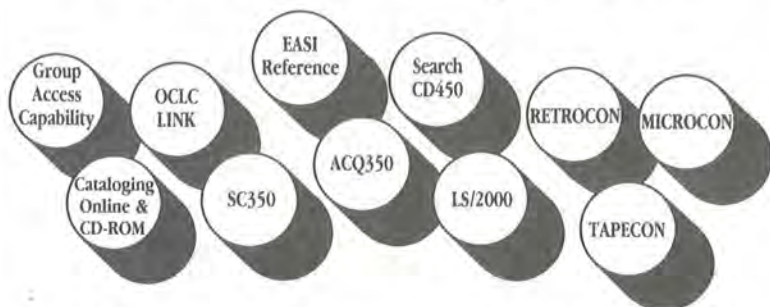 Group
Access
Capability
OCLC
LINK
EASI
Reference
Search
CD450
RETROCON
MICROCON
Cataloging
Online &
CD-ROM
SC350
ACQ350
LS/2000
TAPECON